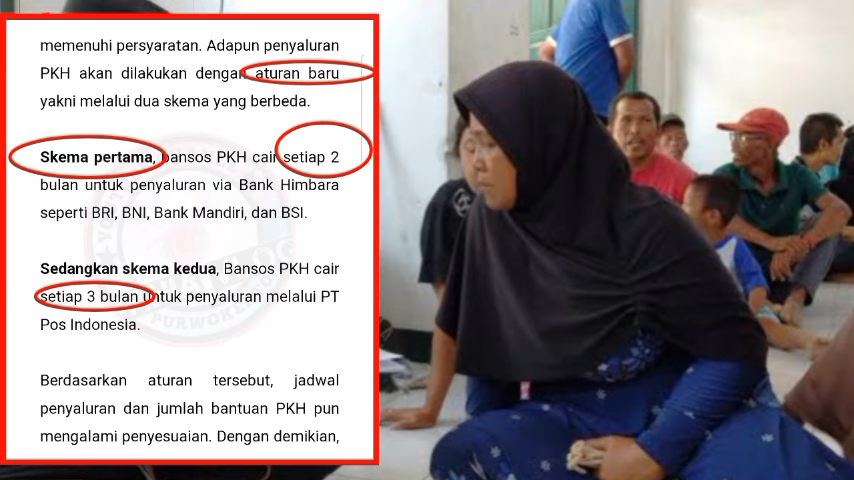 memenuhi persyaratan. Adapun penyaluran
PKH akan dilakukan dengan aturan baru
yakni melalui dua skema yang berbeda.
Skema pertama, bansos PKH cair setiap 2
bulan untuk penyaluran via Bank Himbara
seperti BRI, BNI, Bank Mandiri, dan BSI.
Sedangkan skema kedua, Bansos PKH cair
setiap 3 bulan untuk penyaluran melalui PT
Pos Indonesia.
Berdasarkan aturan tersebut, jadwal
penyaluran dan jumlah bantuan PKH pun
mengalami penyesuaian. Dengan demikian,